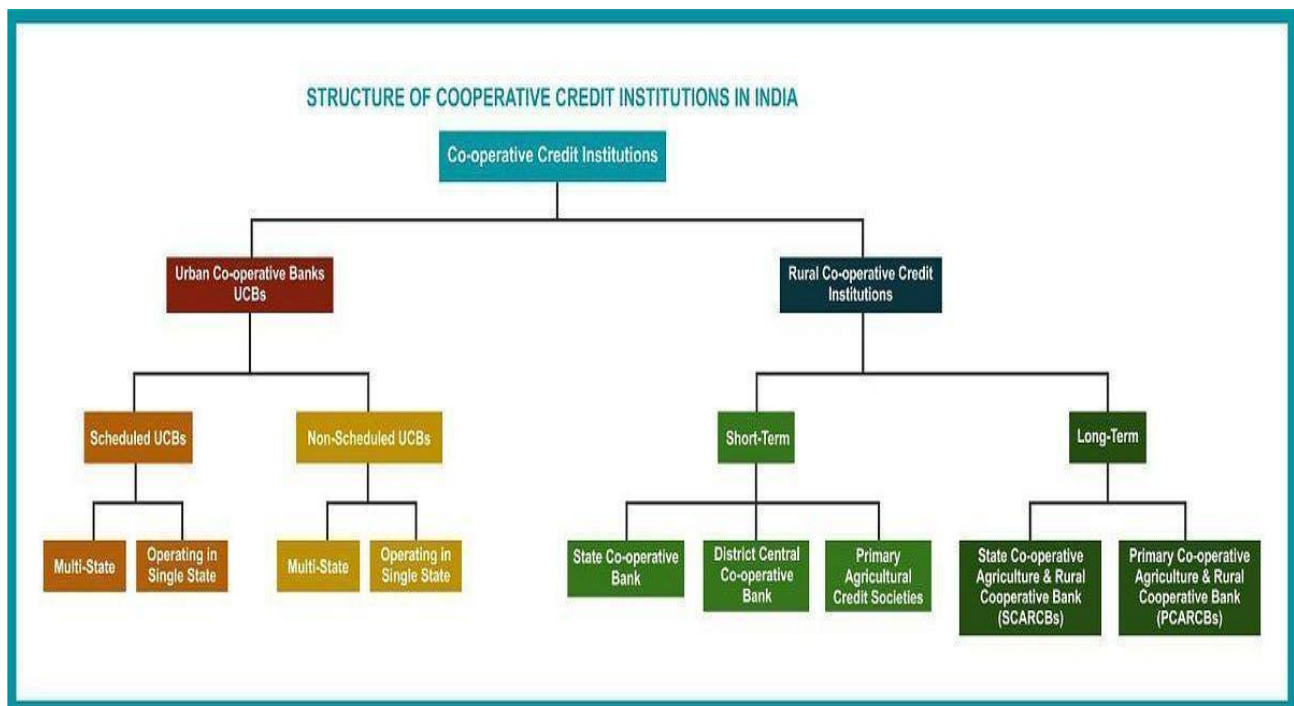 STRUCTURE OF COOPERATIVE CREDIT INSTITUTIONS IN INDIA
Co-operative Credit Institutions
Urban Co-operative Banks
UCBs
Rural Co-operative Credit
Institutions
Scheduled UCBs
Non-Scheduled UCBs
Short-Term
Long-Term
Multi-State
Operating in
Single State
Multi-State
Operating in
Single State
State Co-operative
Bank
District Central
Co-operative
Bank
Primary
Agricultural
Credit Societies
State Co-operative
Agriculture & Rural
Cooperative Bank
(SCARCBs)
Primary Co-operative
Agriculture & Rural
Cooperative Bank
(PCARCBs)